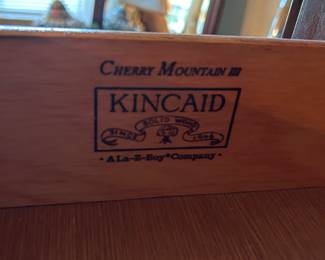 CHERRY MOUNTAIN III
KINCAID
SOLID WOOD
SINCE 1946
• A La-Z-Boy® Company •